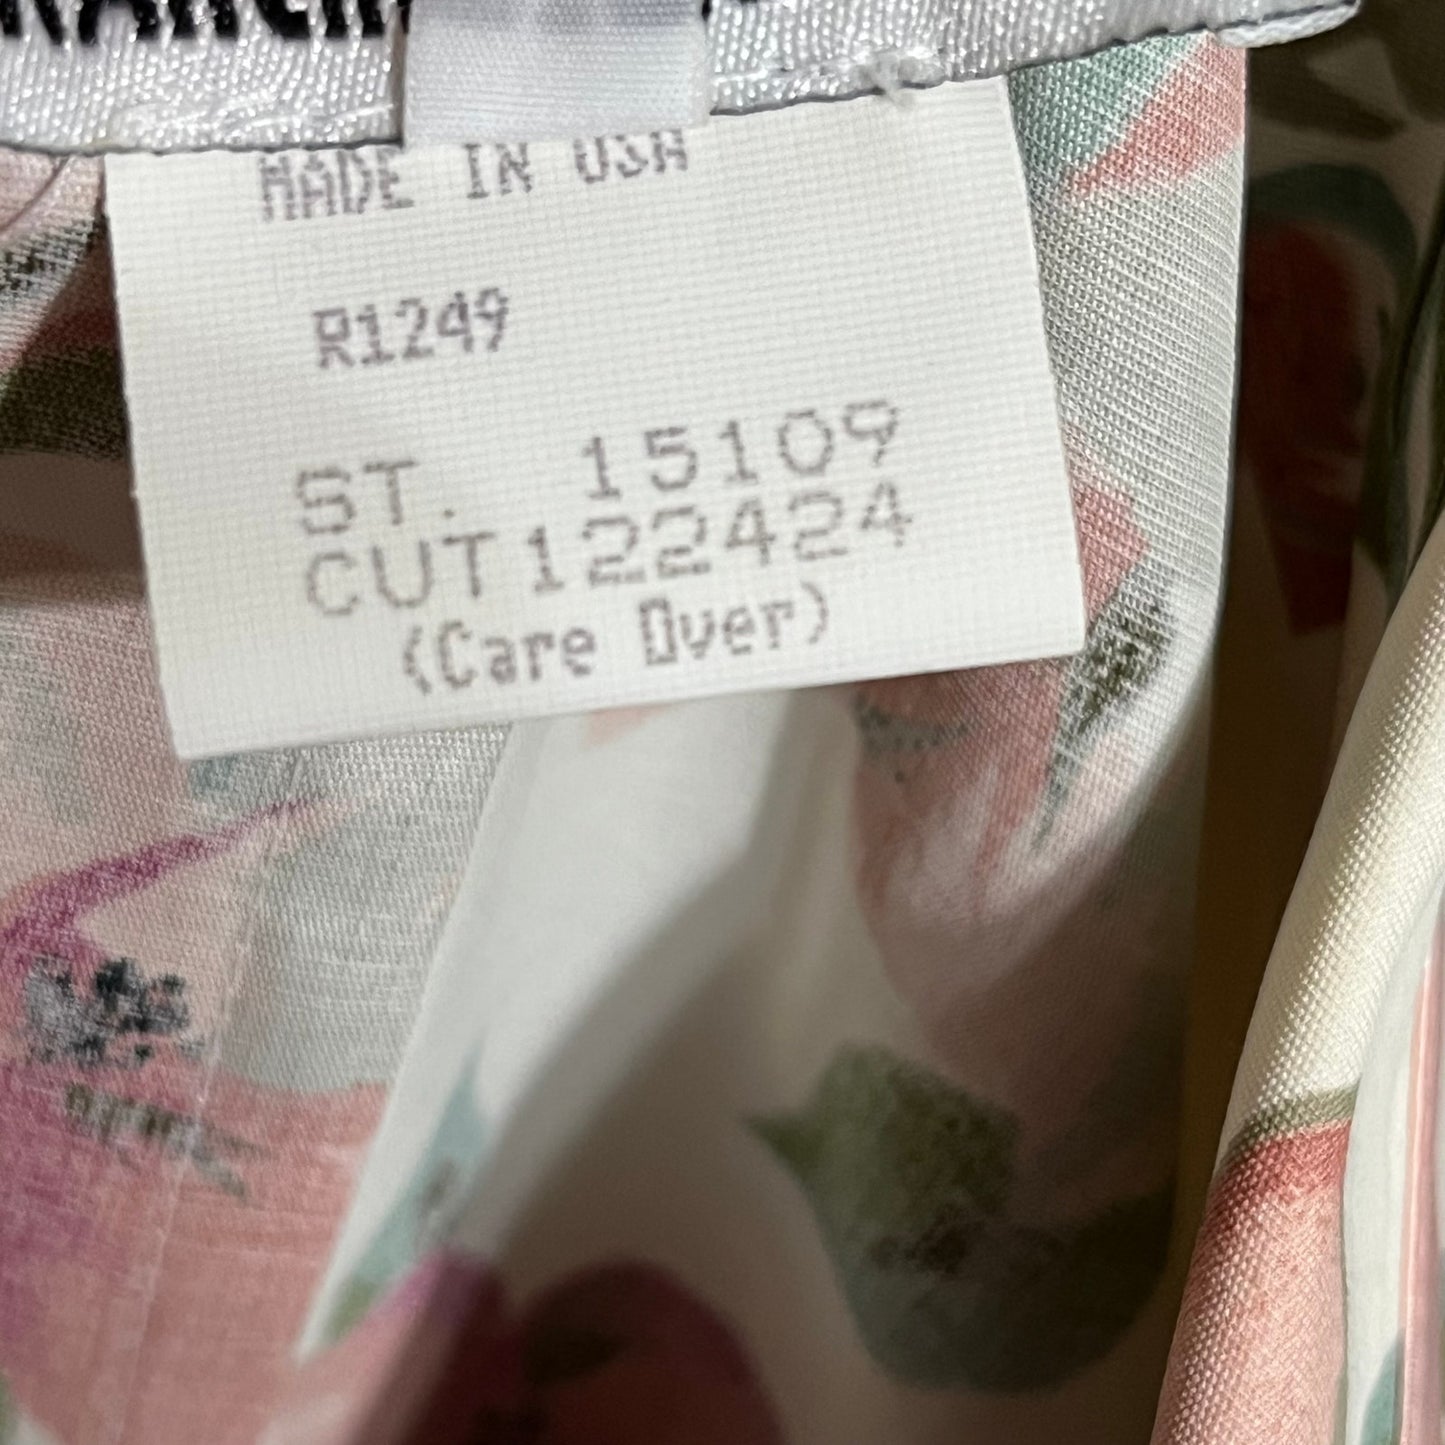 MADE IN USA
R1249
ST. 15109
CUT122424
(Care Over)